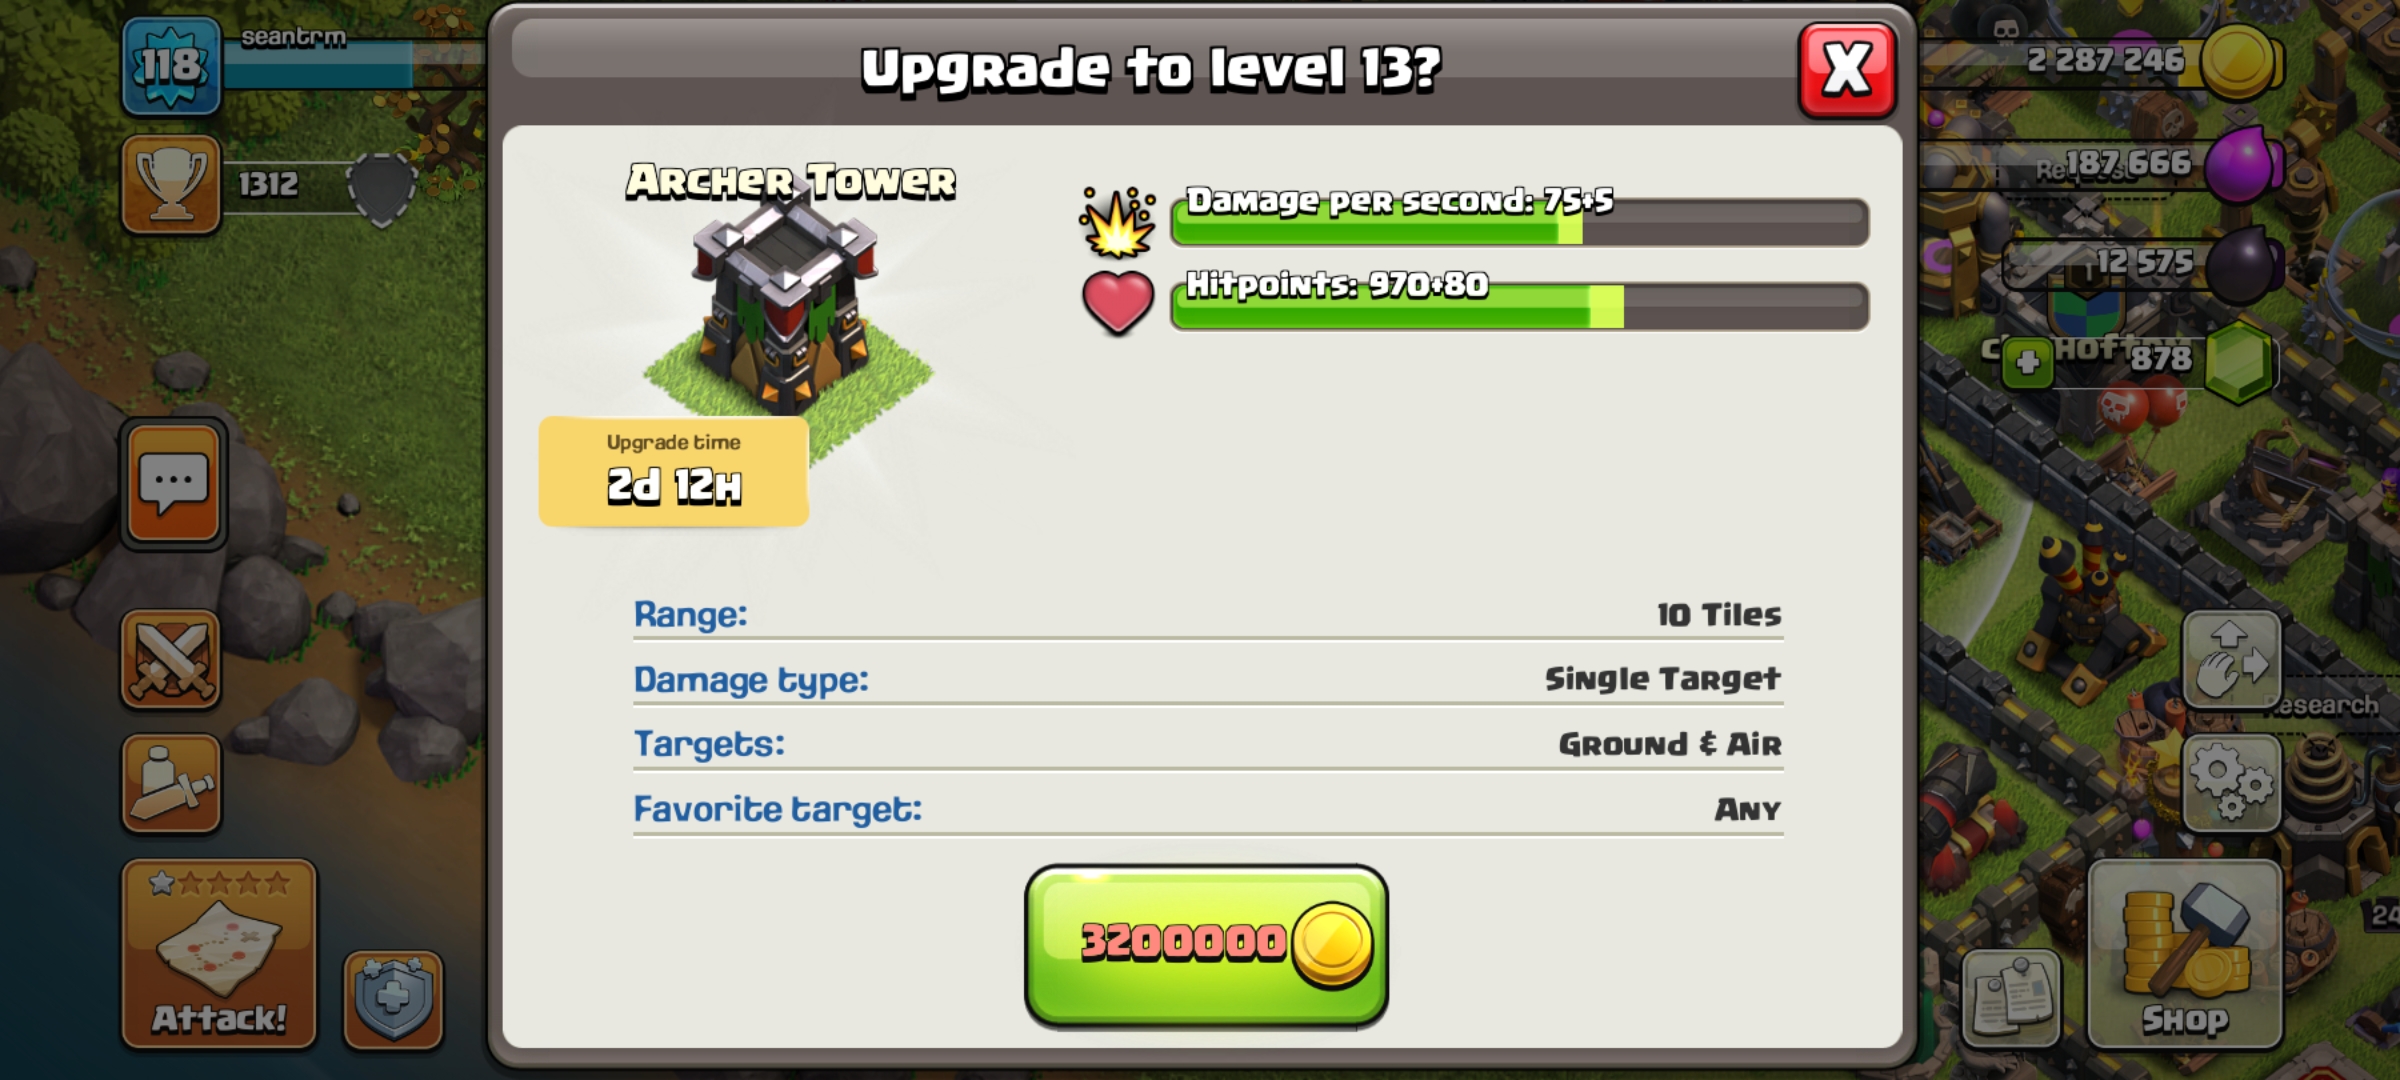 118
seantrm
1312
Upgrade to level 13?
X
Archer Tower
Damage per second: 75+5
Hitpoints: 970+80
Upgrade time
2d 12h
Range: 10 Tiles
Damage type: Single Target
Targets: Ground & Air
Favorite target: Any
3200000
2 287 246
187 666
12 575
878
Attack!
Shop